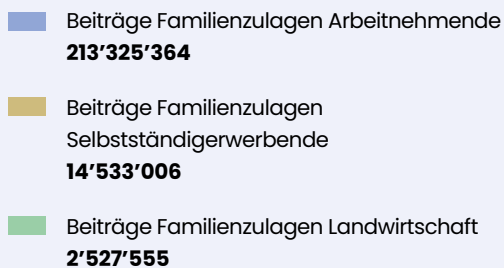 Beiträge Familienzulagen Arbeitnehmende
213’325’364
Beiträge Familienzulagen
Selbstständigerwerbende
14’533’006
Beiträge Familienzulagen Landwirtschaft
2’527’555